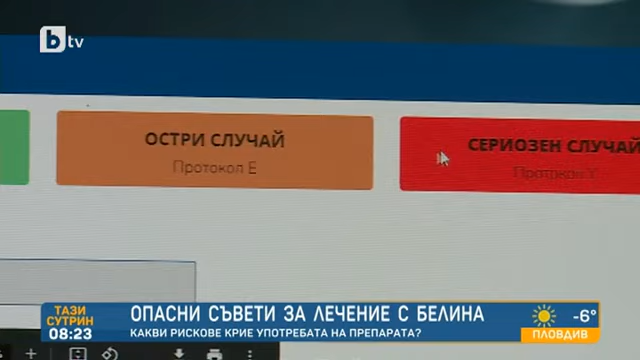 btv
ОСТРИ СЛУЧАЙ
Протокол E
СЕРИОЗЕН СЛУЧАЙ
Протокол Y
ТАЗИ СУТРИН
08:23
ОПАСНИ СЪВЕТИ ЗА ЛЕЧЕНИЕ С БЕЛИНА
КАКВИ РИСКОВЕ КРИЕ УПОТРЕБАТА НА ПРЕПАРАТА?
-6°
ПЛОВДИВ